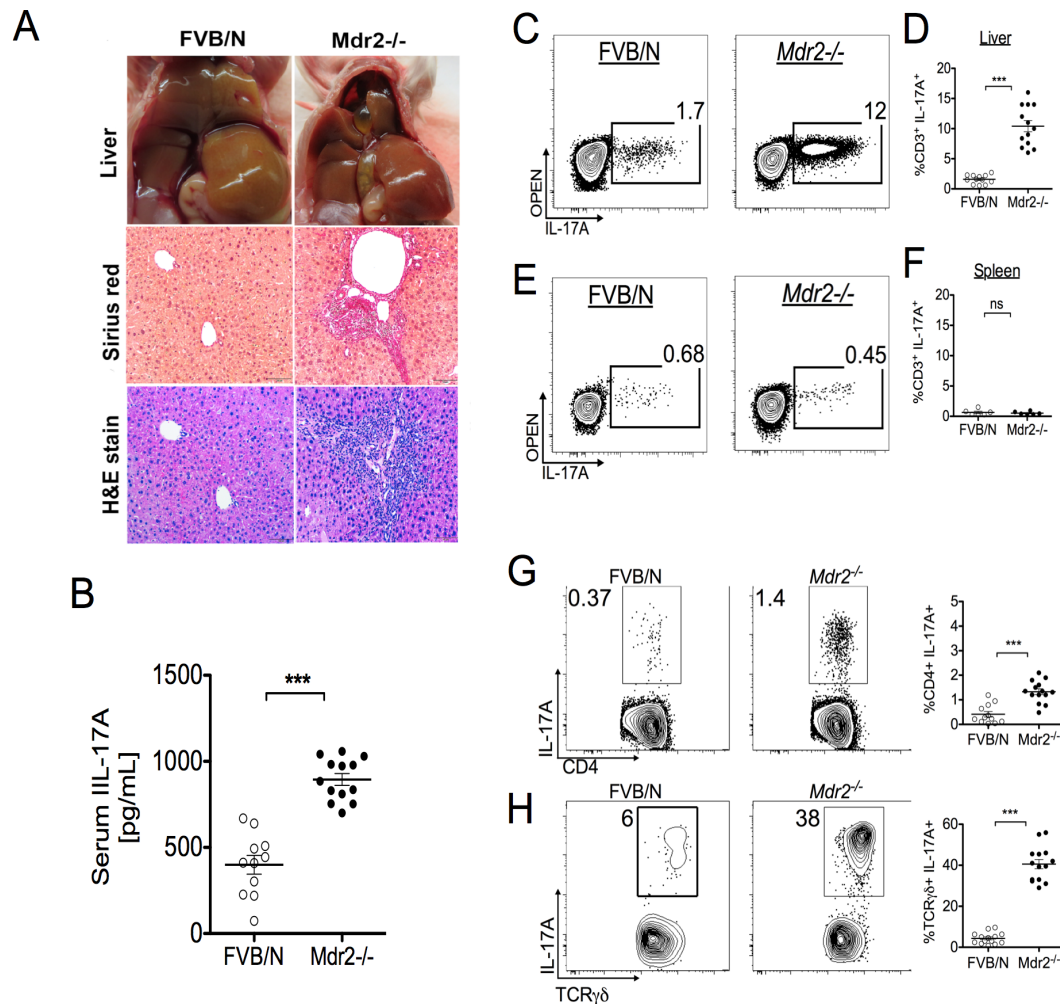 A
FVB/N
Mdr2-/-
Liver
Sirius red
H&E stain
B
Serum IIL-17A
[pg/mL]
1500
1000
500
0
***
FVB/N
Mdr2-/-
C
FVB/N
Mdr2-/-
1.7
12
OPEN
IL-17A
D
Liver
%CD3+ IL-17A+
20
15
10
5
0
***
FVB/N
Mdr2-/-
E
FVB/N
Mdr2-/-
0.68
0.45
OPEN
IL-17A
F
Spleen
%CD3+ IL-17A+
20
15
10
5
0
ns
FVB/N
Mdr2-/-
G
FVB/N
Mdr2-/-
0.37
1.4
IL-17A
CD4
%CD4+ IL-17A+
5
4
3
2
1
0
***
FVB/N
Mdr2-/-
H
FVB/N
Mdr2-/-
6
38
IL-17A
TCRγδ
%TCRγδ+ IL-17A+
60
40
20
0
***
FVB/N
Mdr2-/-